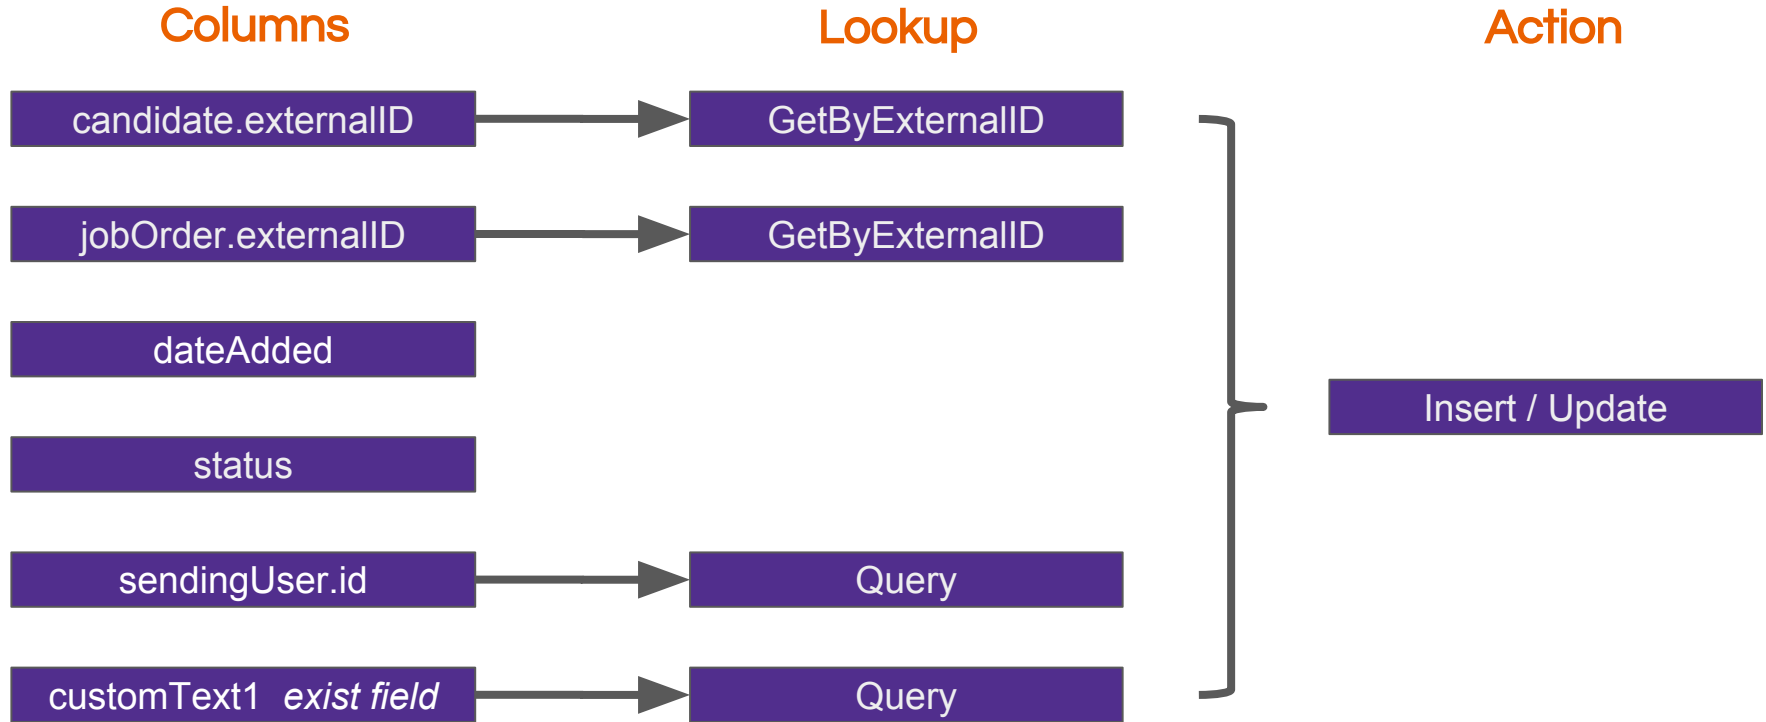 Columns
Lookup
Action
candidate.externalID
GetByExternalID
jobOrder.externalID
GetByExternalID
dateAdded
Insert / Update
status
sendingUser.id
Query
customText1 exist field
Query